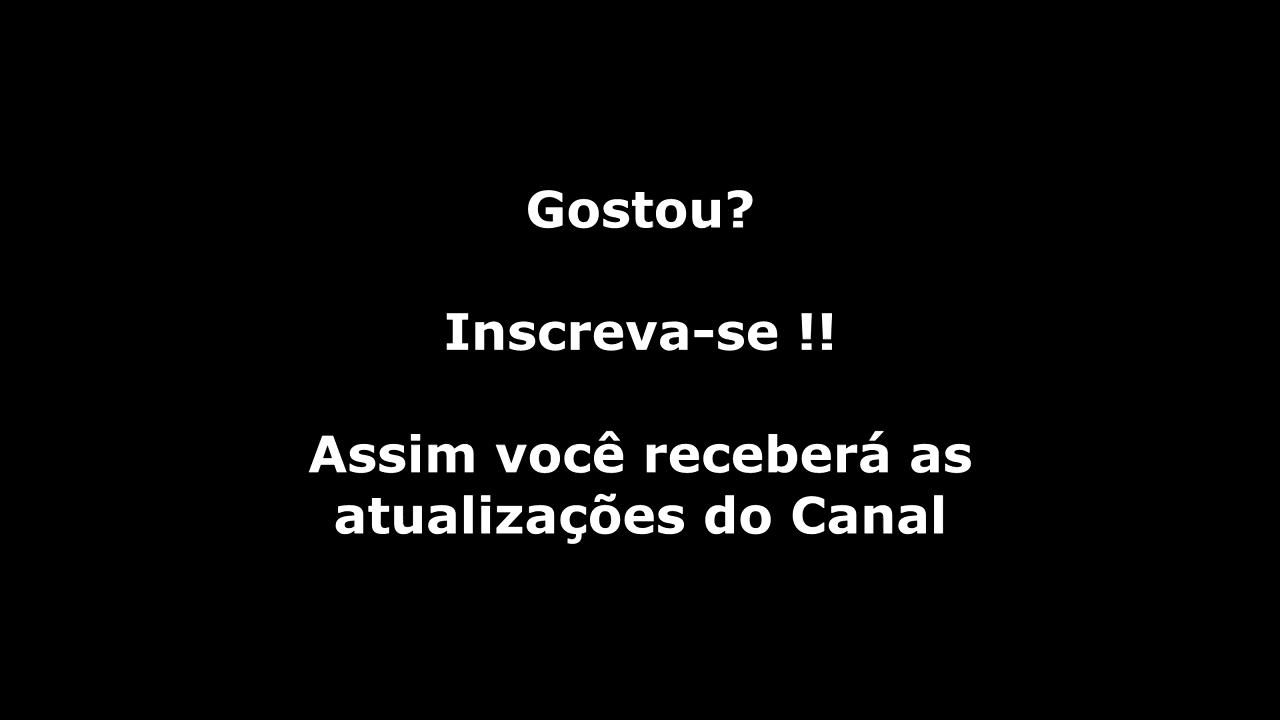 Gostou?
Inscreva-se !!
Assim você receberá as
atualizações do Canal